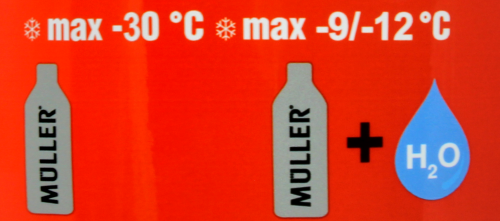 max -30 °C max -9/-12 °C
MÜLLER MÜLLER + H₂O